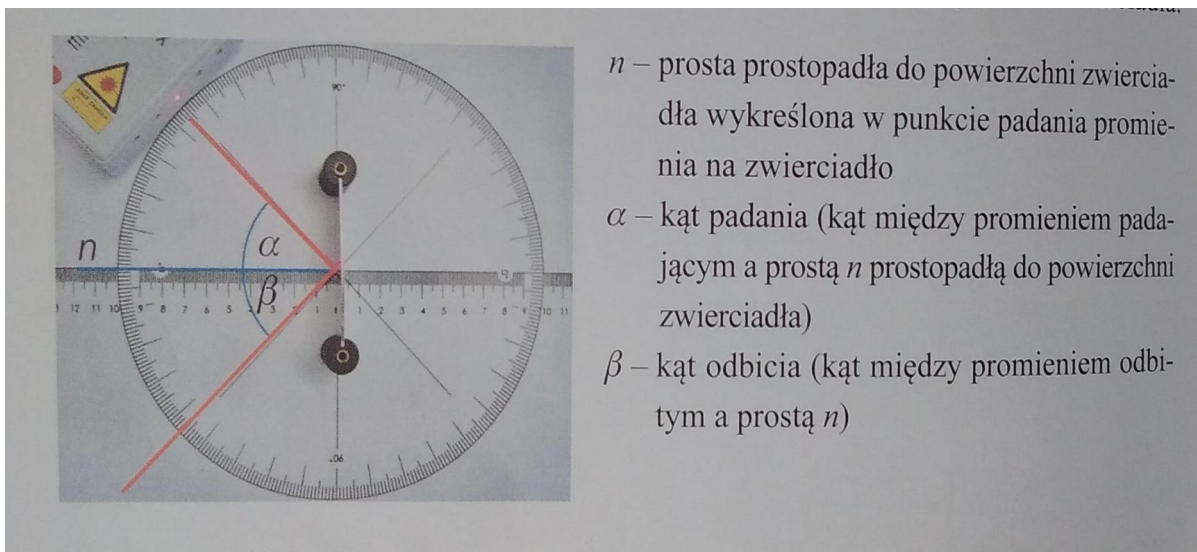 n
α
β
90°
n – prosta prostopadła do powierzchni zwiercia-
dła wykreślona w punkcie padania promie-
nia na zwierciadło
α – kąt padania (kąt między promieniem pada-
jącym a prostą n prostopadłą do powierzchni
zwierciadła)
β – kąt odbicia (kąt między promieniem odbi-
tym a prostą n)